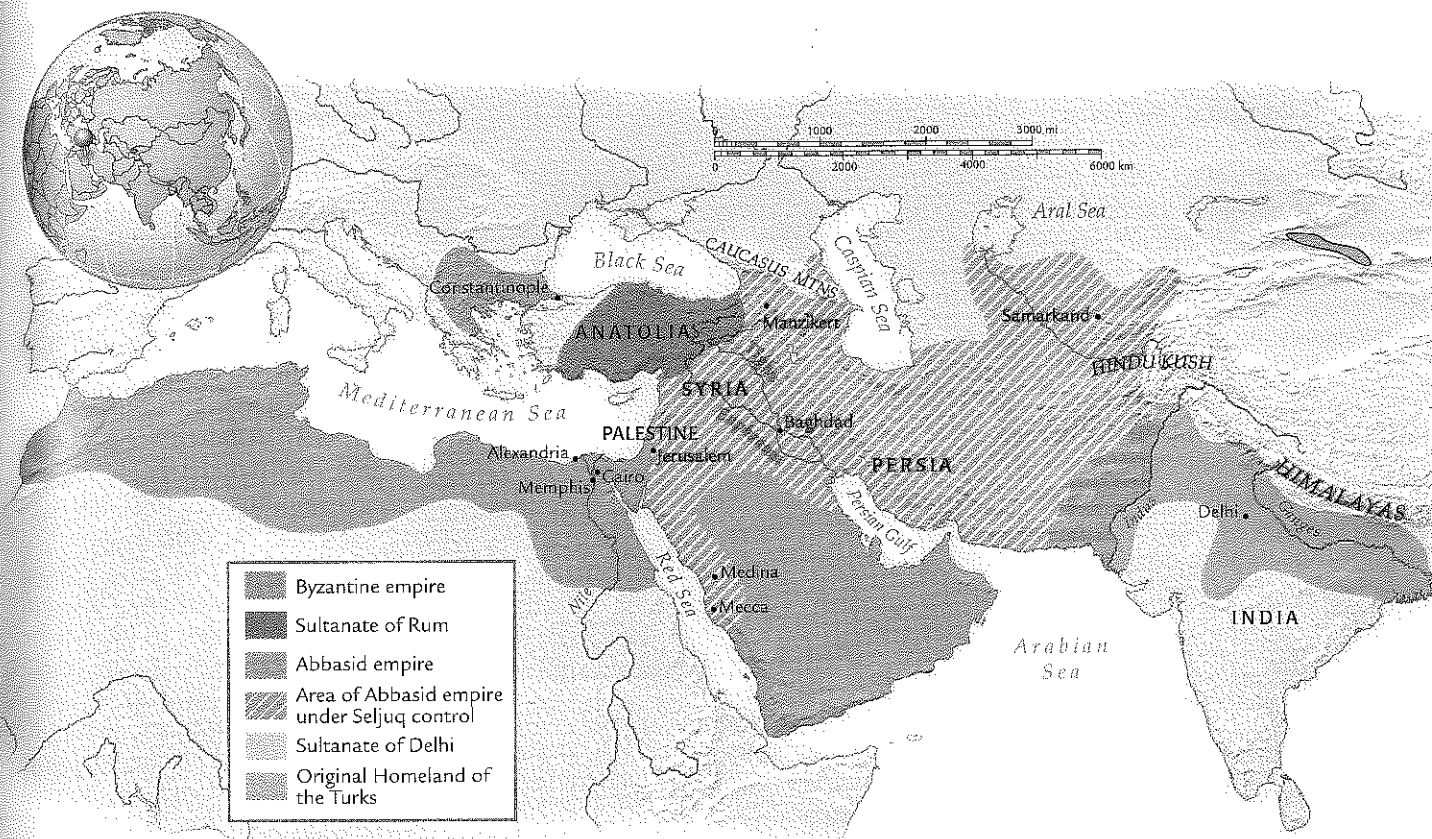 0 1000 2000 3000 mi
0 2000 4000 6000 km
Aral Sea
Black Sea
CAUCASUS MTNS
Caspian Sea
Constantinople
ANATOLIA
Manzikert
Samarkand
HINDU KUSH
SYRIA
Mediterranean Sea
Baghdad
PALESTINE
Jerusalem
Alexandria
Cairo
Memphis
PERSIA
Persian Gulf
HIMALAYAS
Delhi
Indus
Ganges
Medina
Red Sea
Mecca
Nile
INDIA
Arabian
Sea
Byzantine empire
Sultanate of Rum
Abbasid empire
Area of Abbasid empire
under Seljuq control
Sultanate of Delhi
Original Homeland of
the Turks